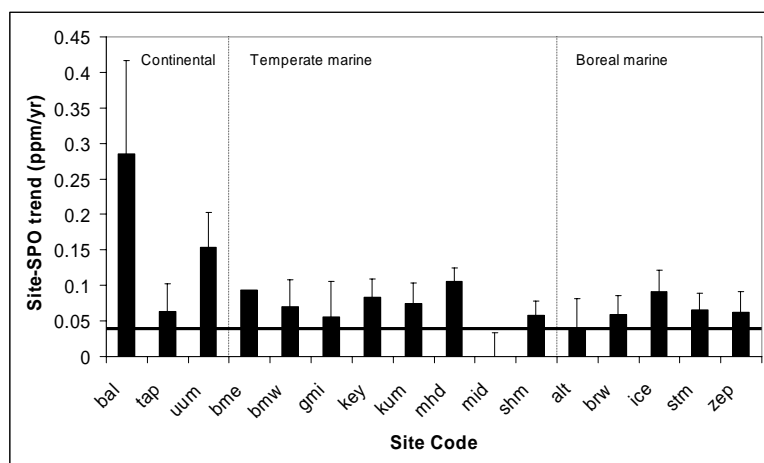 0.45
0.4
0.35
0.3
0.25
0.2
0.15
0.1
0.05
0
Site-SPO trend (ppm/yr)
Continental
Temperate marine
Boreal marine
bal
tap
uum
bme
bmw
gmi
key
kum
mhd
mid
shm
alt
brw
ice
stm
zep
Site Code